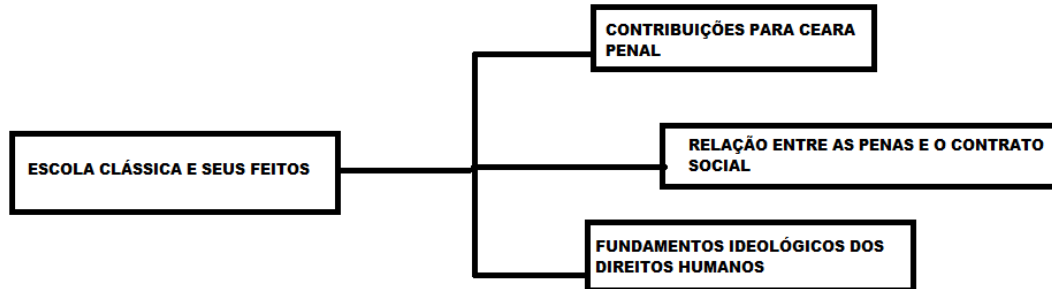 CONTRIBUIÇÕES PARA CEARA
PENAL
ESCOLA CLÁSSICA E SEUS FEITOS
RELAÇÃO ENTRE AS PENAS E O CONTRATO
SOCIAL
FUNDAMENTOS IDEOLÓGICOS DOS
DIREITOS HUMANOS